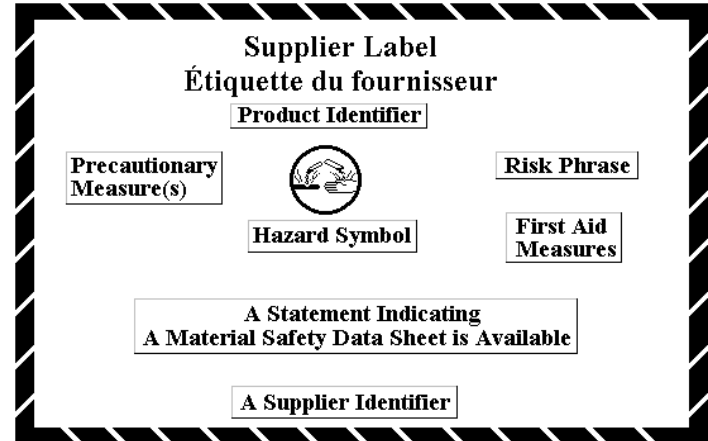 Supplier Label
Étiquette du fournisseur
Product Identifier
Precautionary
Measure(s)
Risk Phrase
Hazard Symbol
First Aid
Measures
A Statement Indicating
A Material Safety Data Sheet is Available
A Supplier Identifier